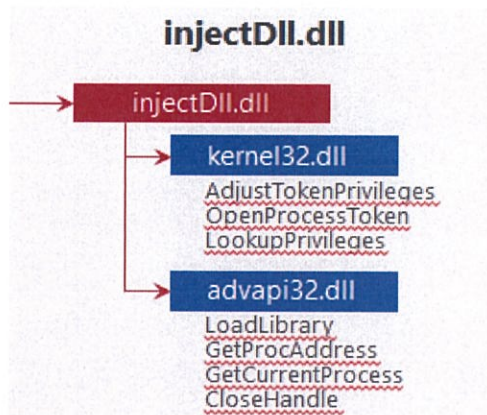 injectDll.dll
injectDll.dll
kernel32.dll
AdjustTokenPrivileges
OpenProcessToken
LookupPrivileges
advapi32.dll
LoadLibrary
GetProcAddress
GetCurrentProcess
CloseHandle